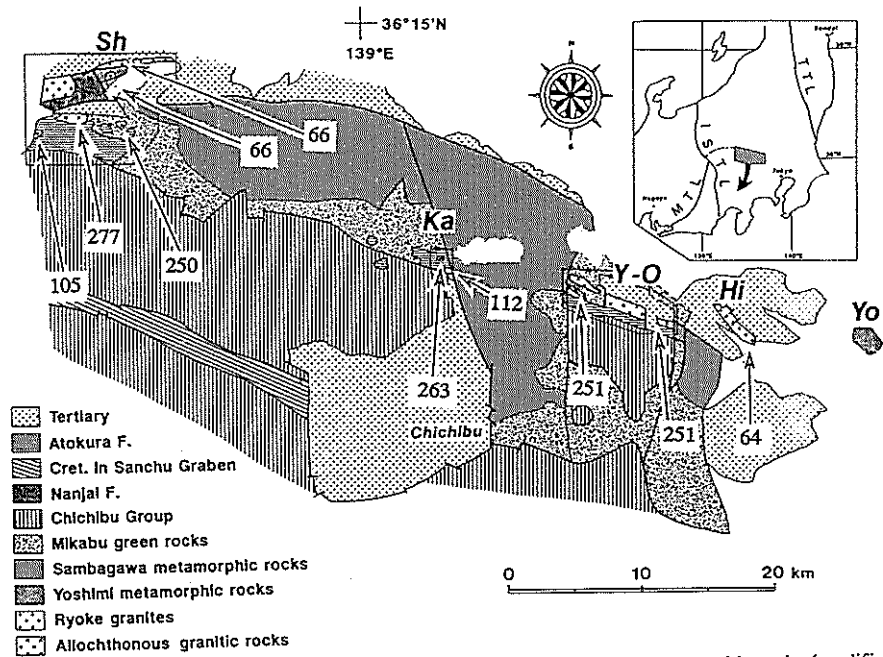 36°15'N
139°E
Sh
66
66
277
250
105
Ka
112
263
Y-O
251
251
Hi
64
Yo
Chichibu
TTL
ISTL
MTL
Tertiary
Atokura F.
Cret. in Sanchu Graben
Nanjai F.
Chichibu Group
Mikabu green rocks
Sambagawa metamorphic rocks
Yoshimi metamorphic rocks
Ryoke granites
Allochthonous granitic rocks
0 10 20 km